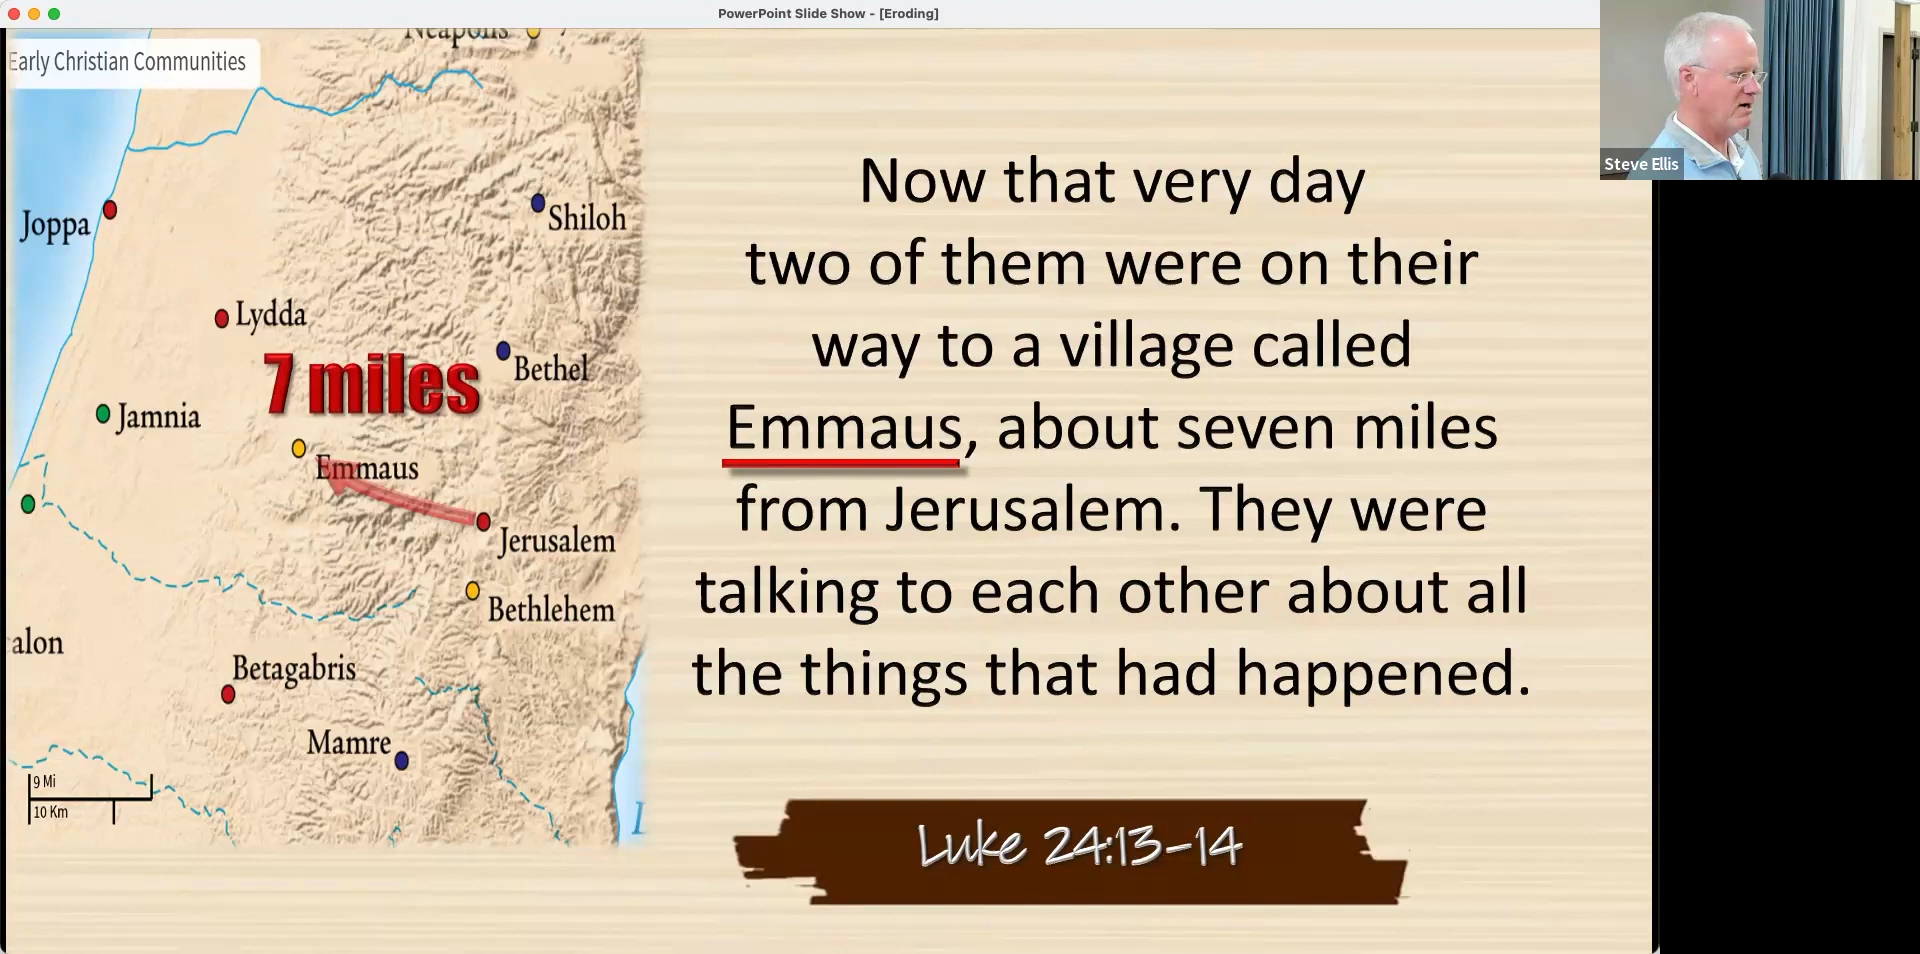 PowerPoint Slide Show - [Eroding]
Early Christian Communities
Neapolis
Joppa
Shiloh
Lydda
7 miles
Bethel
Jamnia
Emmaus
Jerusalem
Bethlehem
alon
Betagabris
Mamre
9 Mi
10 Km
Now that very day
two of them were on their
way to a village called
Emmaus, about seven miles
from Jerusalem. They were
talking to each other about all
the things that had happened.
Luke 24:13-14
Steve Ellis